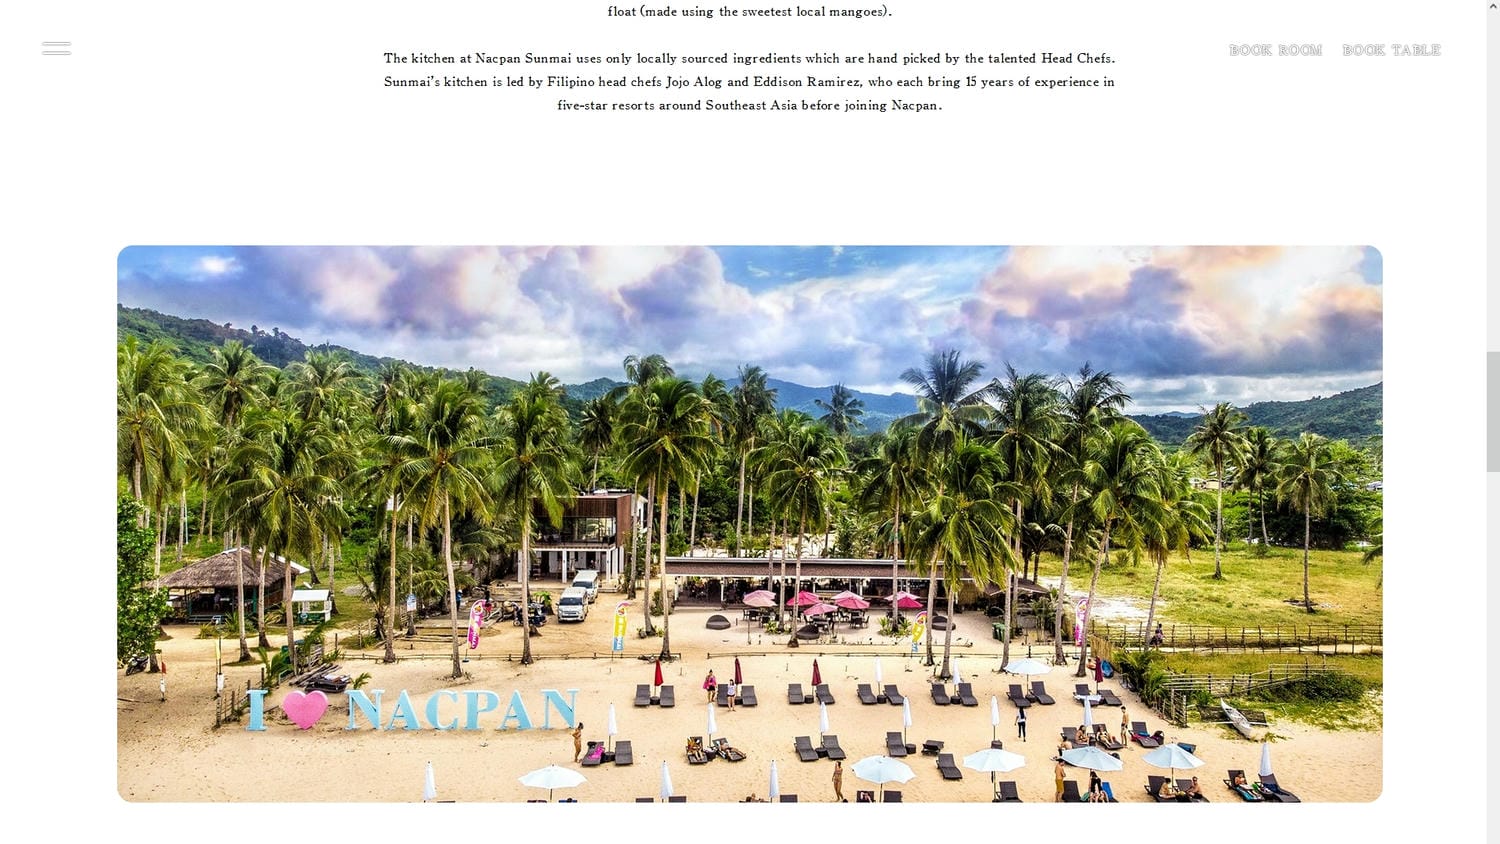 float (made using the sweetest local mangoes).
BOOK ROOM BOOK TABLE
The kitchen at Nacpan Sunmai uses only locally sourced ingredients which are hand picked by the talented Head Chefs.
Sunmai's kitchen is led by Filipino head chefs Jojo Alog and Eddison Ramirez, who each bring 15 years of experience in
five-star resorts around Southeast Asia before joining Nacpan.
I ❤ NACPAN